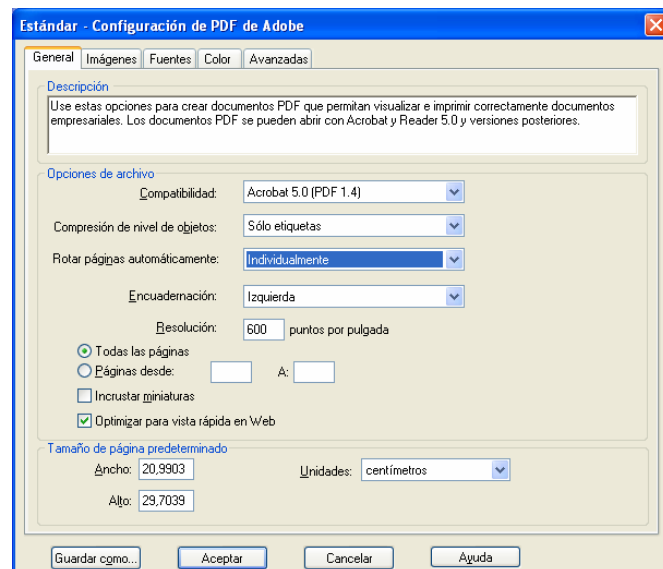 Estándar - Configuración de PDF de Adobe
General Imágenes Fuentes Color Avanzadas
Descripción
Use estas opciones para crear documentos PDF que permitan visualizar e imprimir correctamente documentos
empresariales. Los documentos PDF se pueden abrir con Acrobat y Reader 5.0 y versiones posteriores.
Opciones de archivo
Compatibilidad: Acrobat 5.0 (PDF 1.4)
Compresión de nivel de objetos: Sólo etiquetas
Rotar páginas automáticamente: Individualmente
Encuadernación: Izquierda
Resolución: 600 puntos por pulgada
Todas las páginas
Páginas desde: A:
Incrustar miniaturas
Optimizar para vista rápida en Web
Tamaño de página predeterminado
Ancho: 20,9903 Unidades: centímetros
Alto: 29,7039
Guardar como... Aceptar Cancelar Ayuda